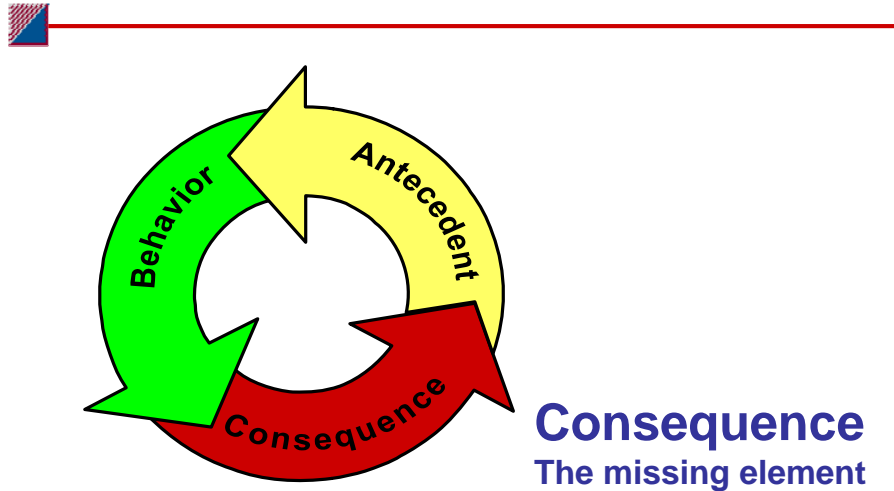 Antecedent
Behavior
Consequence
Consequence
The missing element